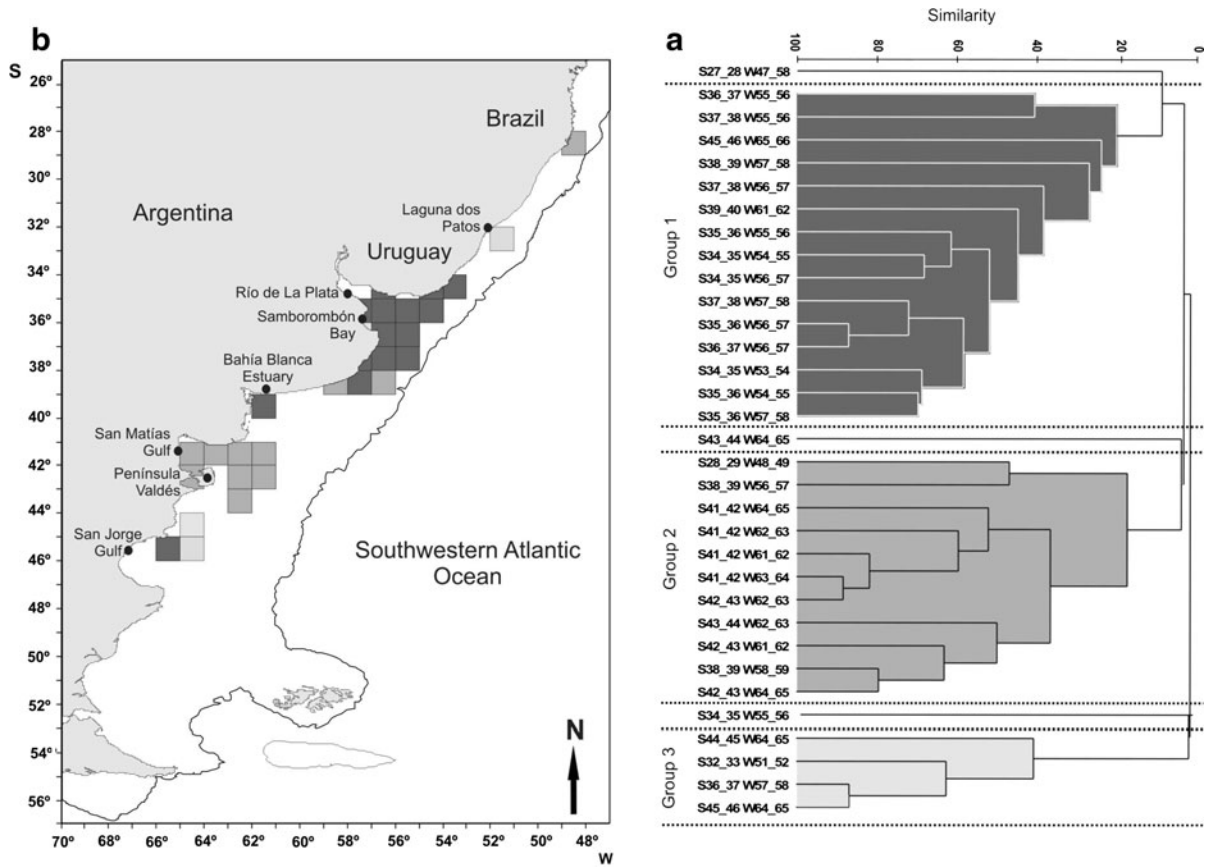 b
S
26°
28°
30°
32°
34°
36°
38°
40°
42°
44°
46°
48°
50°
52°
54°
56°
70°
68°
66°
64°
62°
60°
58°
56°
54°
52°
50°
48°
W
Brazil
Argentina
Laguna dos
Patos
Uruguay
Río de La Plata
Samborombón
Bay
Bahía Blanca
Estuary
San Matías
Gulf
Península
Valdés
San Jorge
Gulf
Southwestern Atlantic
Ocean
N
a
Similarity
100
80
60
40
20
0
S27_28 W47_58
Group 1
S36_37 W55_56
S37_38 W55_56
S45_46 W65_66
S38_39 W57_58
S37_38 W56_57
S39_40 W61_62
S35_36 W55_56
S34_35 W54_55
S34_35 W56_57
S37_38 W57_58
S35_36 W56_57
S36_37 W56_57
S34_35 W53_54
S35_36 W54_55
S35_36 W57_58
S43_44 W64_65
Group 2
S28_29 W48_49
S38_39 W56_57
S41_42 W64_65
S41_42 W62_63
S41_42 W61_62
S41_42 W63_64
S42_43 W62_63
S43_44 W62_63
S42_43 W61_62
S38_39 W58_59
S42_43 W64_65
S34_35 W55_56
Group 3
S44_45 W64_65
S32_33 W51_52
S36_37 W57_58
S45_46 W64_65